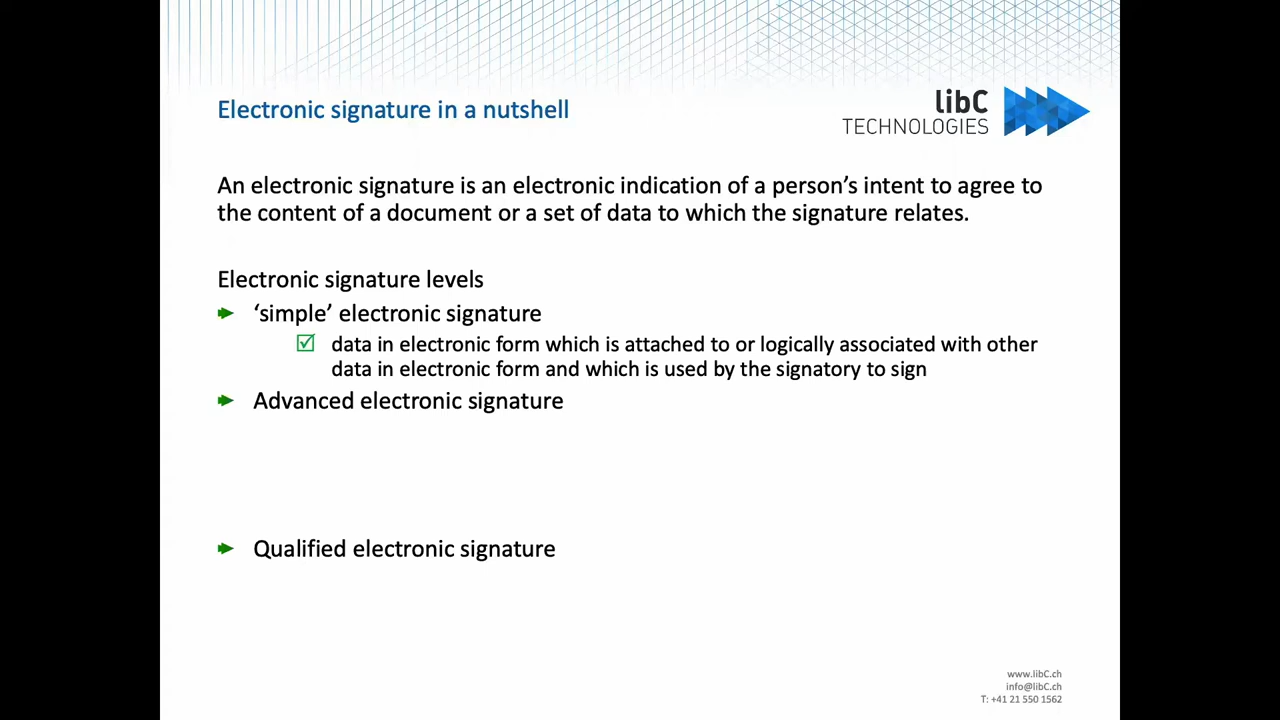 Electronic signature in a nutshell
libC
TECHNOLOGIES
An electronic signature is an electronic indication of a person’s intent to agree to
the content of a document or a set of data to which the signature relates.
Electronic signature levels
‘simple’ electronic signature
data in electronic form which is attached to or logically associated with other
data in electronic form and which is used by the signatory to sign
Advanced electronic signature
Qualified electronic signature
www.libC.ch
info@libC.ch
T: +41 21 550 1562